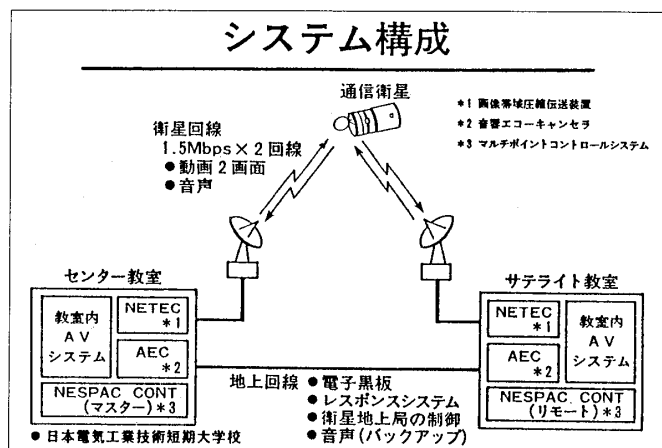 システム構成
通信衛星
*1 画像帯域圧縮伝送装置
*2 音響エコーキャンセラ
*3 マルチポイントコントロールシステム
衛星回線
1.5Mbps×2回線
●動画2画面
●音声
センター教室
教室内
AV
システム
NETEC
*1
AEC
*2
NESPAC CONT
(マスター)*3
サテライト教室
NETEC
*1
AEC
*2
教室内
AV
システム
NESPAC CONT
(リモート)*3
地上回線
●電子黒板
●レスポンスシステム
●衛星地上局の制御
●音声(バックアップ)
●日本電気工業技術短期大学校